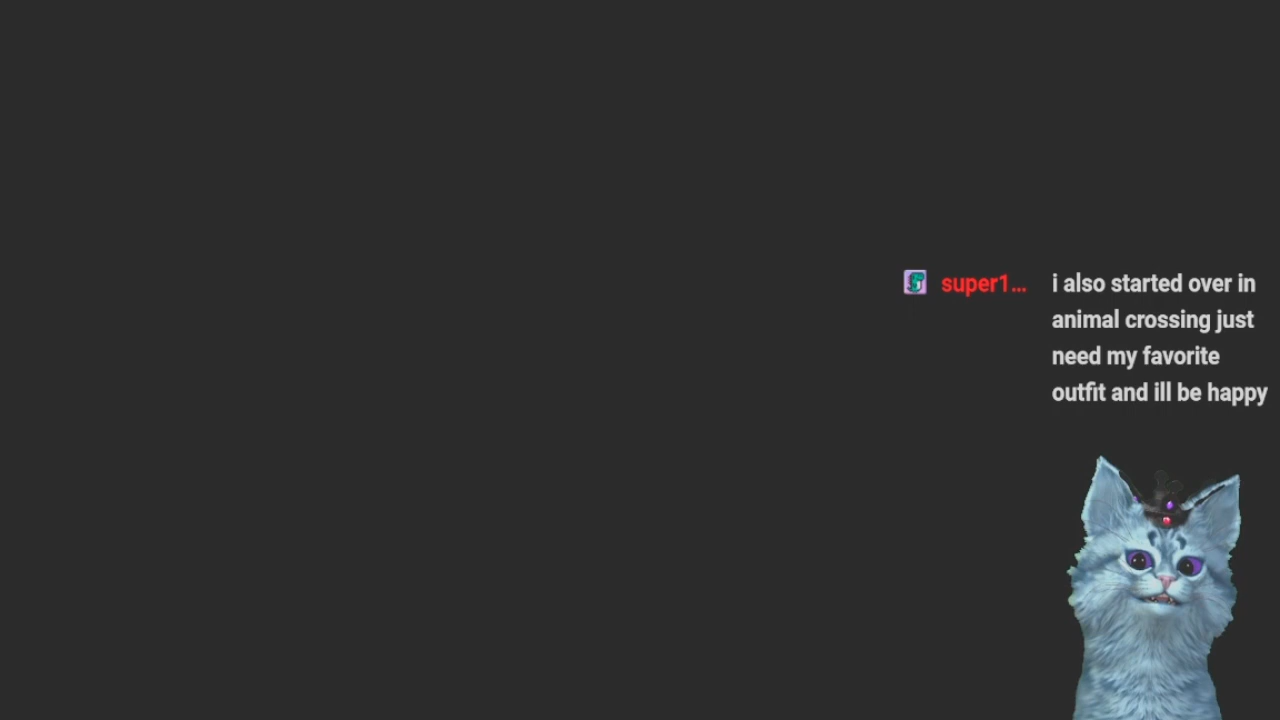 super1... i also started over in
animal crossing just
need my favorite
outfit and ill be happy